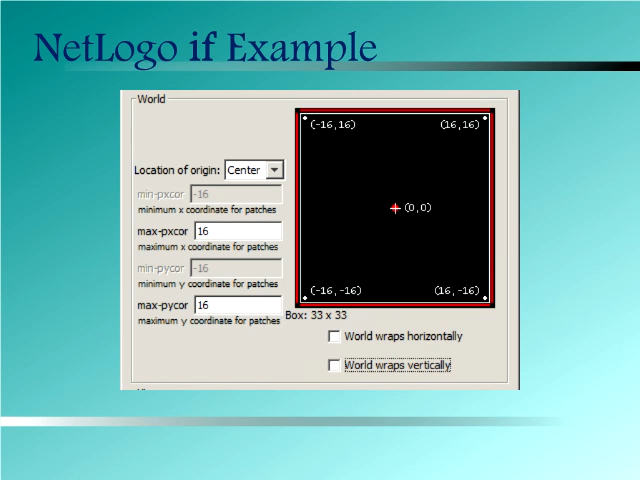 NetLogo if Example
World
(-16,16) (16,16)
Location of origin: Center
min-pxcor -16
minimum x coordinate for patches
(0,0)
max-pxcor 16
maximum x coordinate for patches
min-pycor -16
minimum y coordinate for patches
(-16,-16) (16,-16)
max-pycor 16
maximum y coordinate for patches
Box: 33 x 33
World wraps horizontally
World wraps vertically